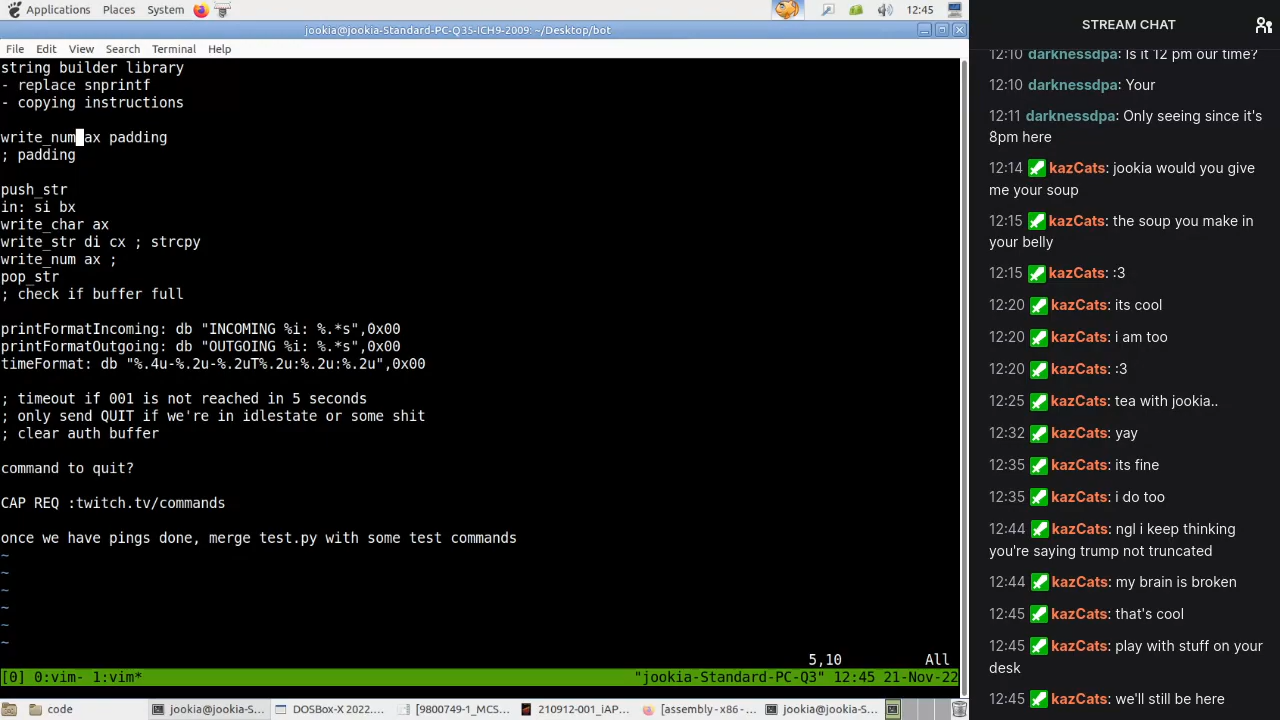 Applications Places System 12:45
jookia@jookia-Standard-PC-Q35-ICH9-2009: ~/Desktop/bot
File Edit View Search Terminal Help
string builder library
- replace snprintf
- copying instructions
write_num ax padding
; padding
push_str
in: si bx
write_char ax
write_str di cx ; strcpy
write_num ax ;
pop_str
; check if buffer full
printFormatIncoming: db "INCOMING %i: %.*s",0x00
printFormatOutgoing: db "OUTGOING %i: %.*s",0x00
timeFormat: db "%.4u-%.2u-%.2uT%.2u:%.2u:%.2u",0x00
; timeout if 001 is not reached in 5 seconds
; only send QUIT if we're in idlestate or some shit
; clear auth buffer
command to quit?
CAP REQ :twitch.tv/commands
once we have pings done, merge test.py with some test commands
~
~
~
~
~
~
5,10 All
[0] 0:vim- 1:vim* "jookia-Standard-PC-Q3" 12:45 21-Nov-22
code jookia@jookia-S... DOSBOX-X 2022... [9800749-1_MCS... 210912-001_iAP... [assembly - x86 -... jookia@jookia-S...
STREAM CHAT
12:10 darknessdpa: Is it 12 pm our time?
12:10 darknessdpa: Your
12:11 darknessdpa: Only seeing since it's
8pm here
12:14 kazCats: jookia would you give
me your soup
12:15 kazCats: the soup you make in
your belly
12:15 kazCats: :3
12:20 kazCats: its cool
12:20 kazCats: i am too
12:20 kazCats: :3
12:25 kazCats: tea with jookia..
12:32 kazCats: yay
12:35 kazCats: its fine
12:35 kazCats: i do too
12:44 kazCats: ngl i keep thinking
you're saying trump not truncated
12:44 kazCats: my brain is broken
12:45 kazCats: that's cool
12:45 kazCats: play with stuff on your
desk
12:45 kazCats: we'll still be here